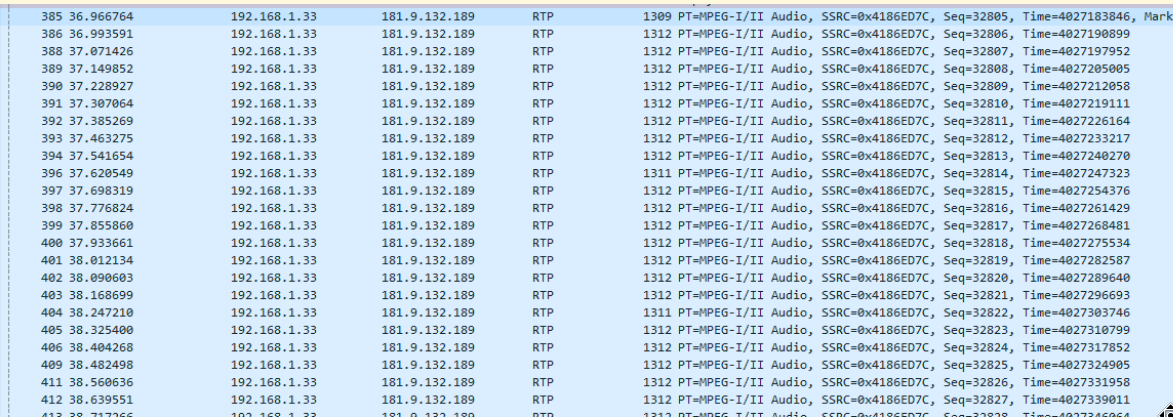 385 36.966764 192.168.1.33 181.9.132.189 RTP 1309 PT=MPEG-I/II Audio, SSRC=0x4186ED7C, Seq=32805, Time=4027183846, Mark
386 36.993591 192.168.1.33 181.9.132.189 RTP 1312 PT=MPEG-I/II Audio, SSRC=0x4186ED7C, Seq=32806, Time=4027190899
388 37.071426 192.168.1.33 181.9.132.189 RTP 1312 PT=MPEG-I/II Audio, SSRC=0x4186ED7C, Seq=32807, Time=4027197952
389 37.149852 192.168.1.33 181.9.132.189 RTP 1312 PT=MPEG-I/II Audio, SSRC=0x4186ED7C, Seq=32808, Time=4027205005
390 37.228927 192.168.1.33 181.9.132.189 RTP 1312 PT=MPEG-I/II Audio, SSRC=0x4186ED7C, Seq=32809, Time=4027212058
391 37.307064 192.168.1.33 181.9.132.189 RTP 1312 PT=MPEG-I/II Audio, SSRC=0x4186ED7C, Seq=32810, Time=4027219111
392 37.385269 192.168.1.33 181.9.132.189 RTP 1312 PT=MPEG-I/II Audio, SSRC=0x4186ED7C, Seq=32811, Time=4027226164
393 37.463275 192.168.1.33 181.9.132.189 RTP 1312 PT=MPEG-I/II Audio, SSRC=0x4186ED7C, Seq=32812, Time=4027233217
394 37.541654 192.168.1.33 181.9.132.189 RTP 1312 PT=MPEG-I/II Audio, SSRC=0x4186ED7C, Seq=32813, Time=4027240270
396 37.620549 192.168.1.33 181.9.132.189 RTP 1311 PT=MPEG-I/II Audio, SSRC=0x4186ED7C, Seq=32814, Time=4027247323
397 37.698319 192.168.1.33 181.9.132.189 RTP 1312 PT=MPEG-I/II Audio, SSRC=0x4186ED7C, Seq=32815, Time=4027254376
398 37.776824 192.168.1.33 181.9.132.189 RTP 1312 PT=MPEG-I/II Audio, SSRC=0x4186ED7C, Seq=32816, Time=4027261429
399 37.855860 192.168.1.33 181.9.132.189 RTP 1312 PT=MPEG-I/II Audio, SSRC=0x4186ED7C, Seq=32817, Time=4027268481
400 37.933661 192.168.1.33 181.9.132.189 RTP 1312 PT=MPEG-I/II Audio, SSRC=0x4186ED7C, Seq=32818, Time=4027275534
401 38.012134 192.168.1.33 181.9.132.189 RTP 1312 PT=MPEG-I/II Audio, SSRC=0x4186ED7C, Seq=32819, Time=4027282587
402 38.090603 192.168.1.33 181.9.132.189 RTP 1312 PT=MPEG-I/II Audio, SSRC=0x4186ED7C, Seq=32820, Time=4027289640
403 38.168699 192.168.1.33 181.9.132.189 RTP 1312 PT=MPEG-I/II Audio, SSRC=0x4186ED7C, Seq=32821, Time=4027296693
404 38.247210 192.168.1.33 181.9.132.189 RTP 1311 PT=MPEG-I/II Audio, SSRC=0x4186ED7C, Seq=32822, Time=4027303746
405 38.325400 192.168.1.33 181.9.132.189 RTP 1312 PT=MPEG-I/II Audio, SSRC=0x4186ED7C, Seq=32823, Time=4027310799
406 38.404268 192.168.1.33 181.9.132.189 RTP 1312 PT=MPEG-I/II Audio, SSRC=0x4186ED7C, Seq=32824, Time=4027317852
409 38.482498 192.168.1.33 181.9.132.189 RTP 1312 PT=MPEG-I/II Audio, SSRC=0x4186ED7C, Seq=32825, Time=4027324905
411 38.560636 192.168.1.33 181.9.132.189 RTP 1312 PT=MPEG-I/II Audio, SSRC=0x4186ED7C, Seq=32826, Time=4027331958
412 38.639551 192.168.1.33 181.9.132.189 RTP 1312 PT=MPEG-I/II Audio, SSRC=0x4186ED7C, Seq=32827, Time=4027339011
413 38.717266 192.168.1.33 181.9.132.189 RTP 1312 PT=MPEG-I/II Audio, SSRC=0x4186ED7C, Seq=32828,